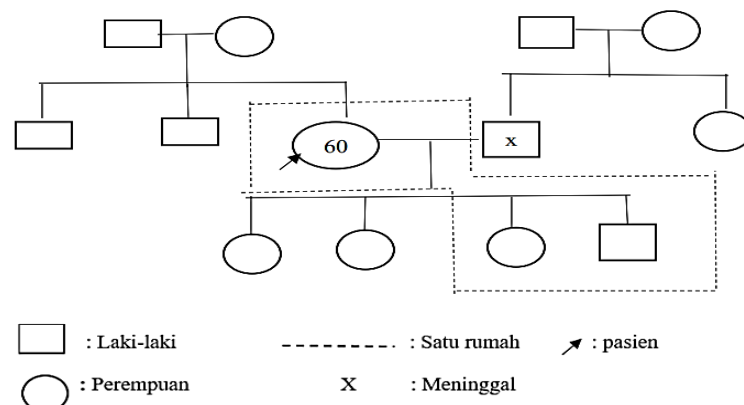 60
x
: Laki-laki
: Satu rumah
: pasien
: Perempuan
X
: Meninggal